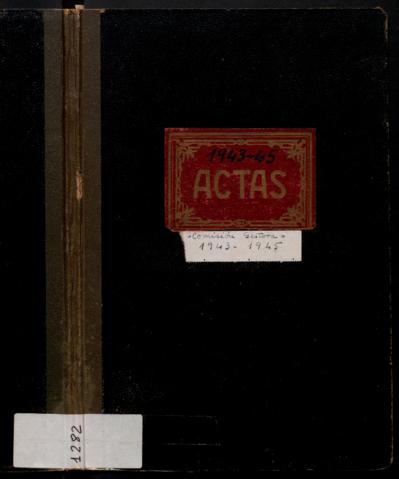 1943-45
ACTAS
"Comisión Gestora"
1943 - 1945
1282